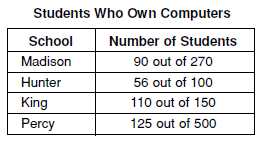 Students Who Own Computers
School Number of Students
Madison 90 out of 270
Hunter 56 out of 100
King 110 out of 150
Percy 125 out of 500